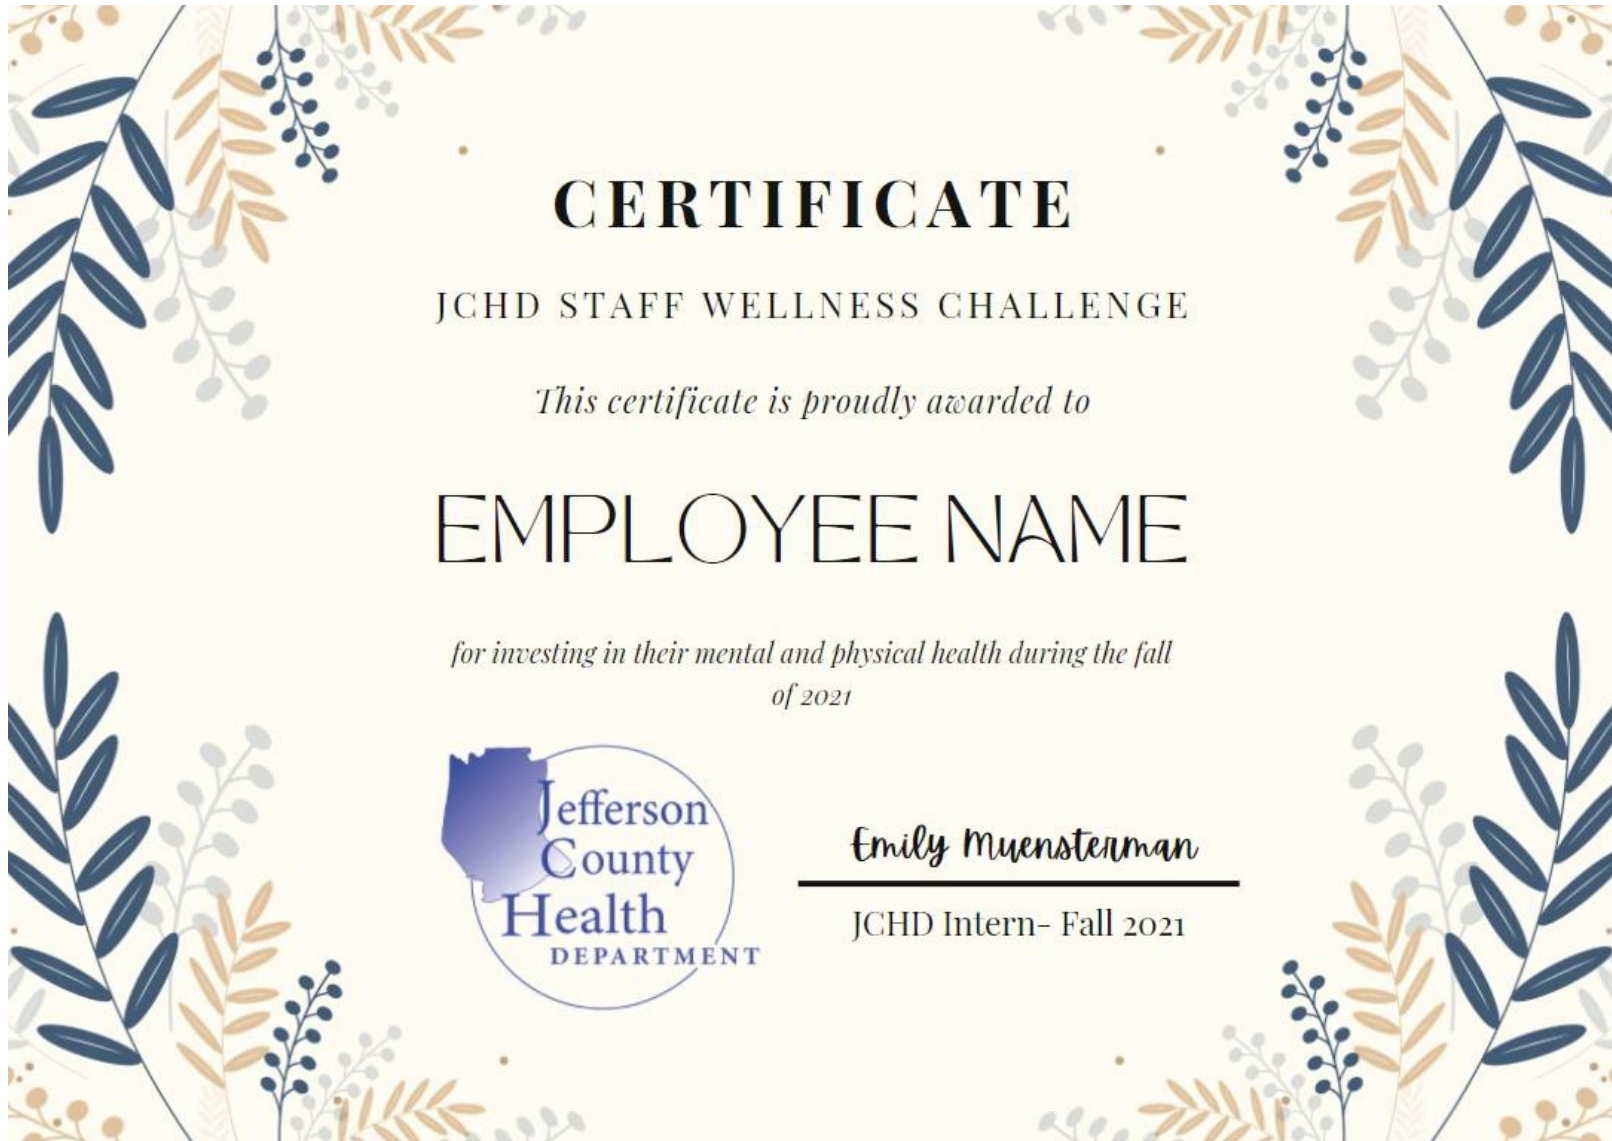 CERTIFICATE
JCHD STAFF WELLNESS CHALLENGE
This certificate is proudly awarded to
EMPLOYEE NAME
for investing in their mental and physical health during the fall
of 2021
Jefferson
County
Health
DEPARTMENT
Emily Muensterman
JCHD Intern- Fall 2021